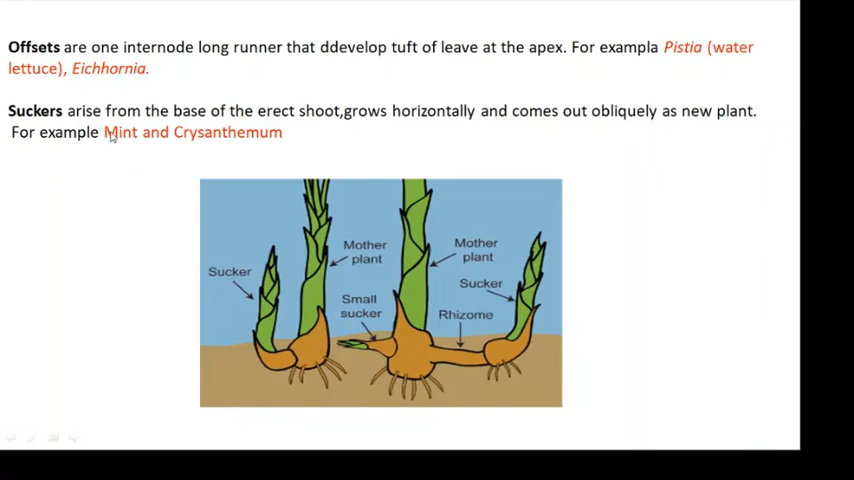 Offsets are one internode long runner that ddevelop tuft of leave at the apex. For exampla Pistia (water
lettuce), Eichhornia.
Suckers arise from the base of the erect shoot,grows horizontally and comes out obliquely as new plant.
For example Mint and Crysanthemum
Mother
plant
Mother
plant
Sucker
Sucker
Small
sucker
Rhizome